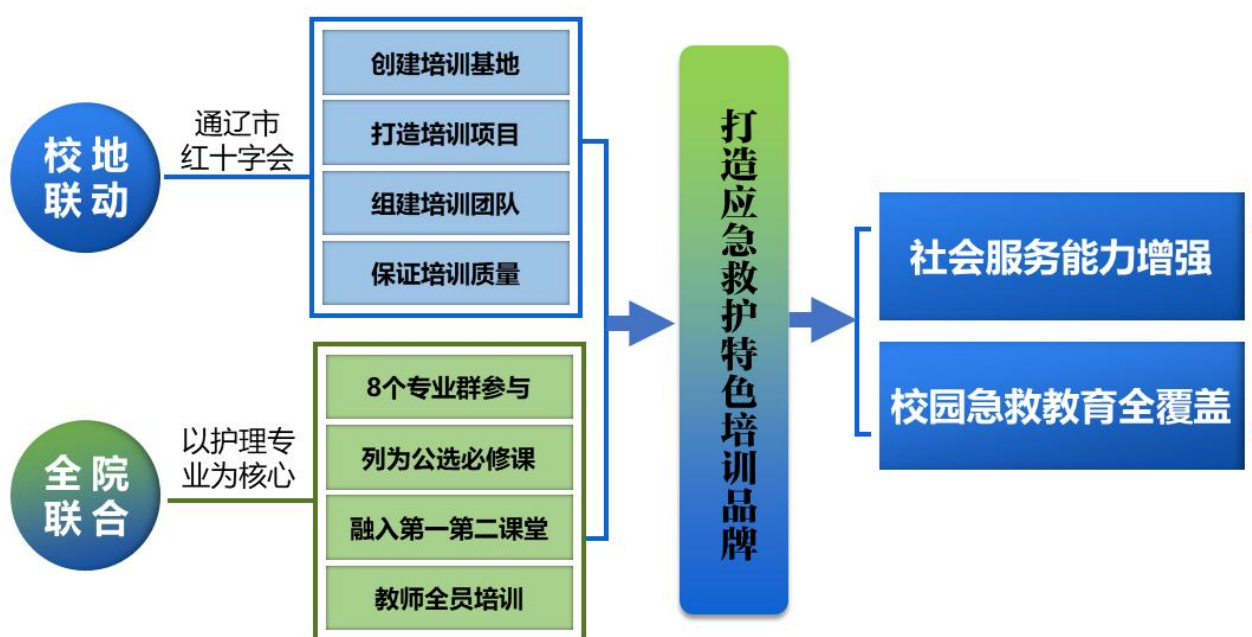 校地
联动
通辽市
红十字会
创建培训基地
打造培训项目
组建培训团队
保证培训质量
全院
联合
以护理专
业为核心
8个专业群参与
列为公选必修课
融入第一第二课堂
教师全员培训
打造应急救护特色培训品牌
社会服务能力增强
校园急救教育全覆盖